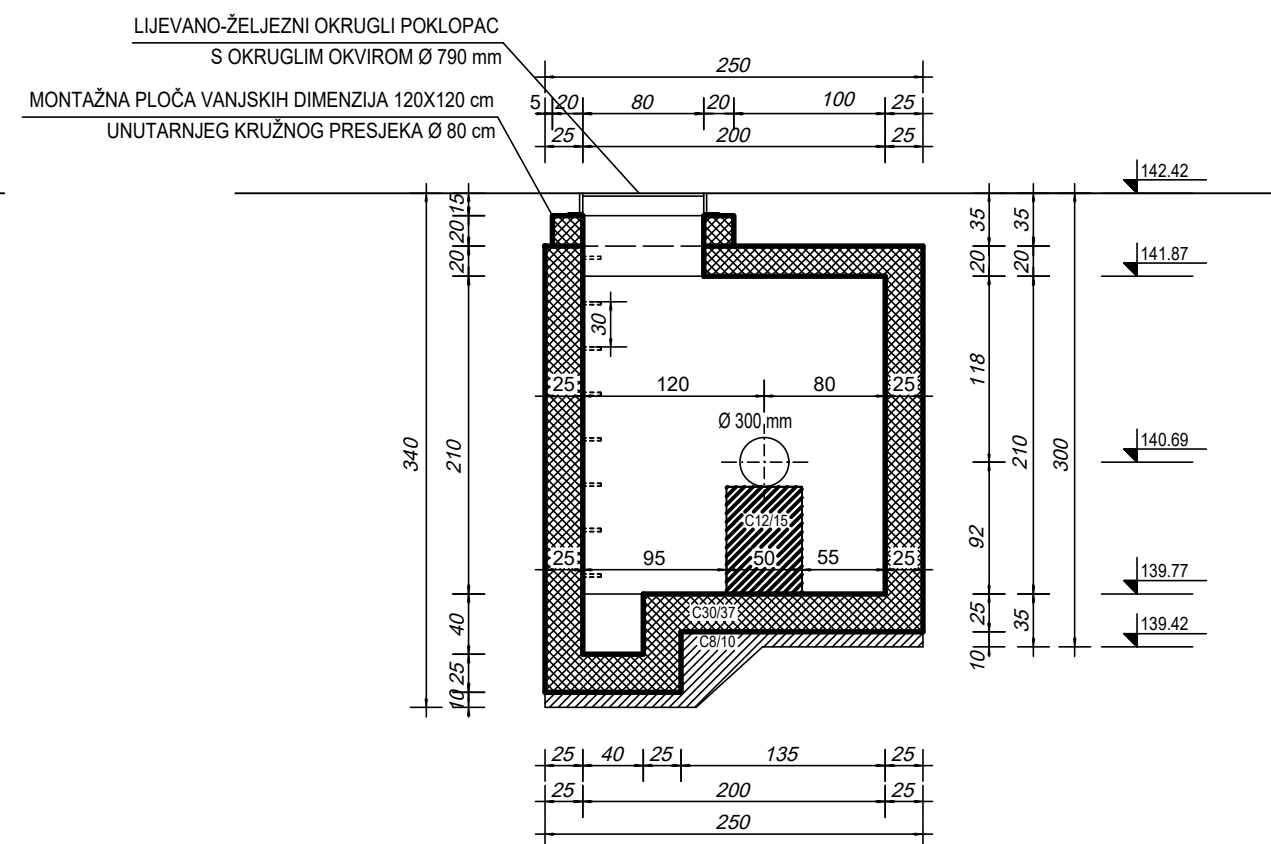 LIJEVANO-ŽELJEZNI OKRUGLI POKLOPAC
S OKRUGLIM OKVIROM Ø 790 mm
MONTAŽNA PLOČA VANJSKIH DIMENZIJA 120X120 cm
UNUTARNJEG KRUŽNOG PRESJEKA Ø 80 cm
250
5 20 80 20 100 25
25 200 25
142.42
15 35 35
20
20 20 20 141.87
30
118
25 120 80 25
Ø 300 mm
340 210 210 300
140.69
C12/15
92
25 95 50 55 25
139.77
C30/37
40 25 35
139.42
C8/10
25 10
10
25 40 25 135 25
25 200 25
250